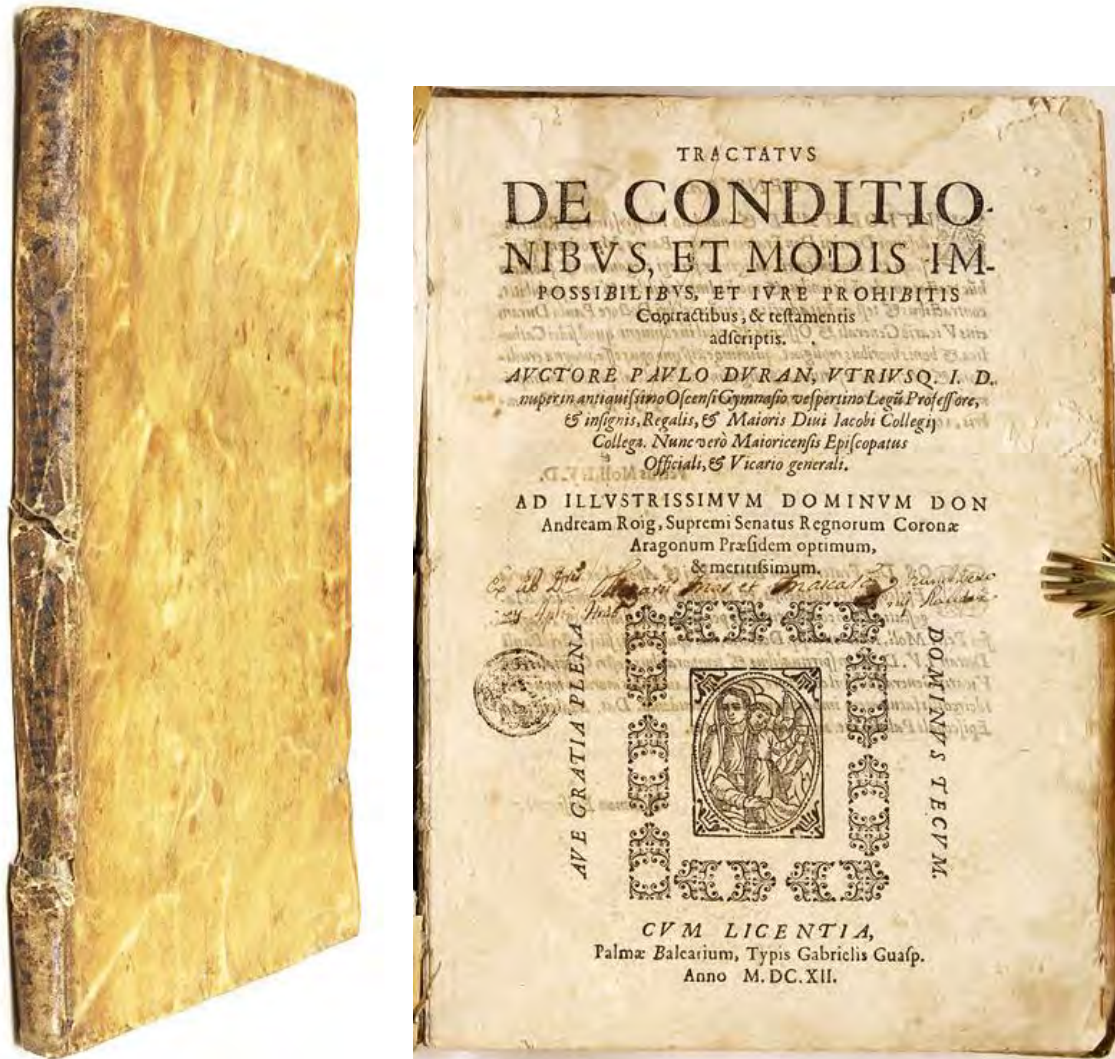 TRACTATVS
DE CONDITIO-
NIBVS, ET MODIS IM-
POSSIBILIBVS, ET IVRE PROHIBITIS
Contractibus, & testamentis
adscriptis.
AVCTORE PAVLO DVRAN, VTRIVSQ. I. D.
nuper in antiquissimo Oscensi Gymnasio vespertino Legũ Professore,
& insignis, Regalis, & Maioris Diui Iacobi Collegij
Collega. Nunc verò Maioricensis Episcopatus
Officiali, & Vicario generali.
AD ILLVSTRISSIMVM DOMINVM DON
Andream Roig, Supremi Senatus Regnorum Coronæ
Aragonum Præsidem optimum,
& meritissimum.
AVE GRATIA PLENA
DOMINVS TECVM.
CVM LICENTIA,
Palmæ Balearium, Typis Gabrielis Guasp.
Anno M. DC. XII.